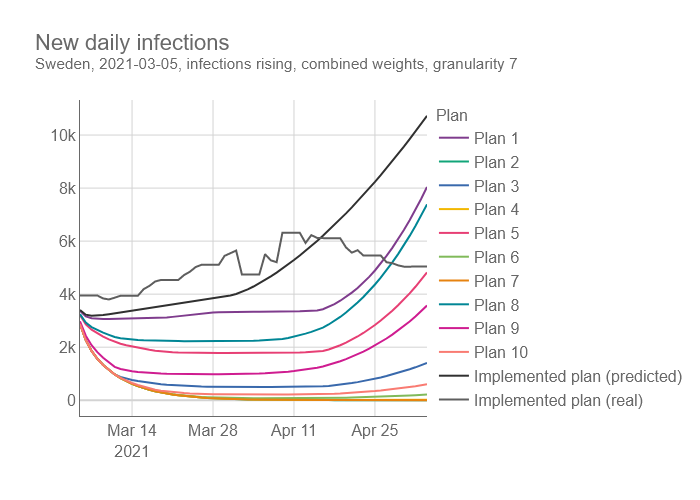 New daily infections
Sweden, 2021-03-05, infections rising, combined weights, granularity 7
10k
8k
6k
4k
2k
0
Mar 14
2021
Mar 28
Apr 11
Apr 25
Plan
Plan 1
Plan 2
Plan 3
Plan 4
Plan 5
Plan 6
Plan 7
Plan 8
Plan 9
Plan 10
Implemented plan (predicted)
Implemented plan (real)